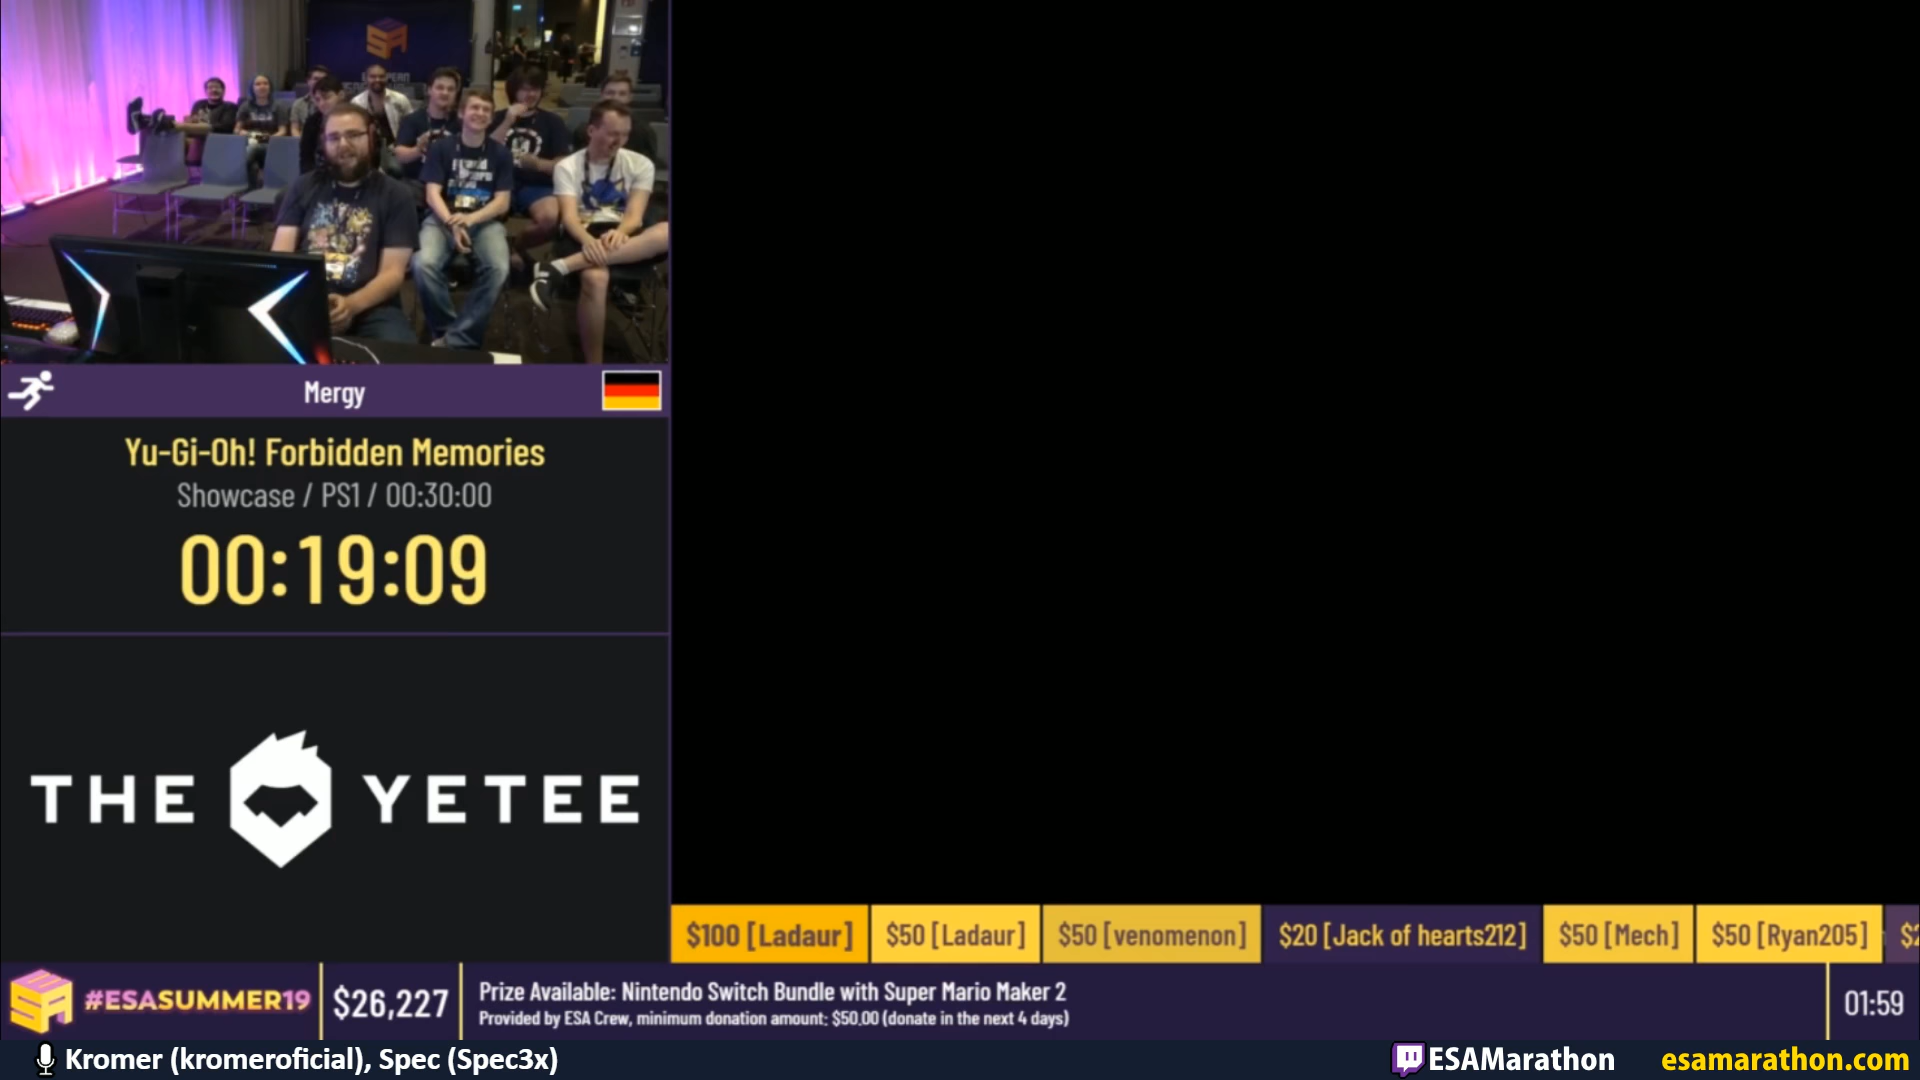 Mergy
Yu-Gi-Oh! Forbidden Memories
Showcase / PS1 / 00:30:00
00:19:09
THE YETEE
$100 [Ladaur]
$50 [Ladaur]
$50 [venomenon]
$20 [Jack of hearts212]
$50 [Mech]
$50 [Ryan205]
#ESASUMMER19
$26,227
Prize Available: Nintendo Switch Bundle with Super Mario Maker 2
Provided by ESA Crew, minimum donation amount: $50.00 (donate in the next 4 days)
01:59
Kromer (kromeroficial), Spec (Spec3x)
ESAMarathon
esamarathon.com